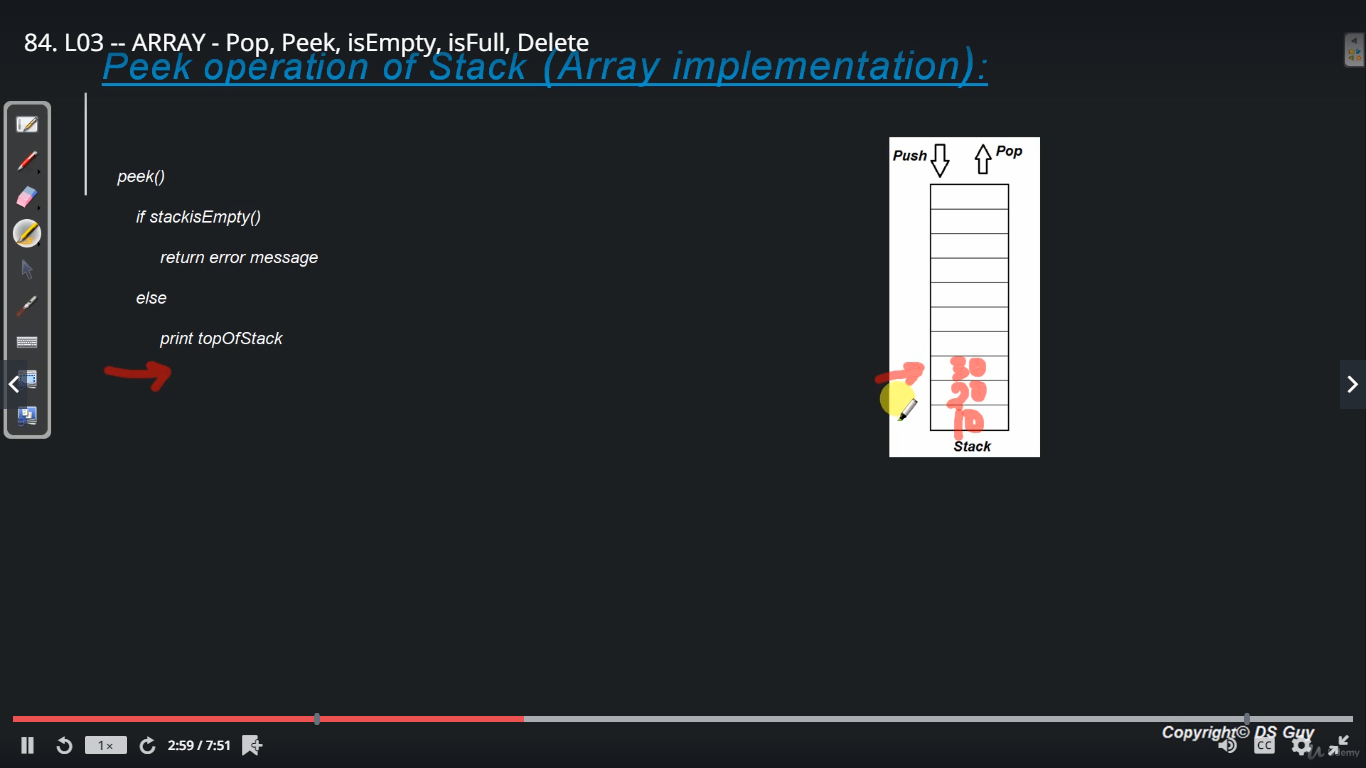 84. L03 -- ARRAY - Pop, Peek, isEmpty, isFull, Delete
Peek operation of Stack (Array implementation):
peek()
if stackisEmpty()
return error message
else
print topOfStack
Push
Pop
30
20
10
Stack
Copyright© DS Guy
1×
2:59 / 7:51
CC